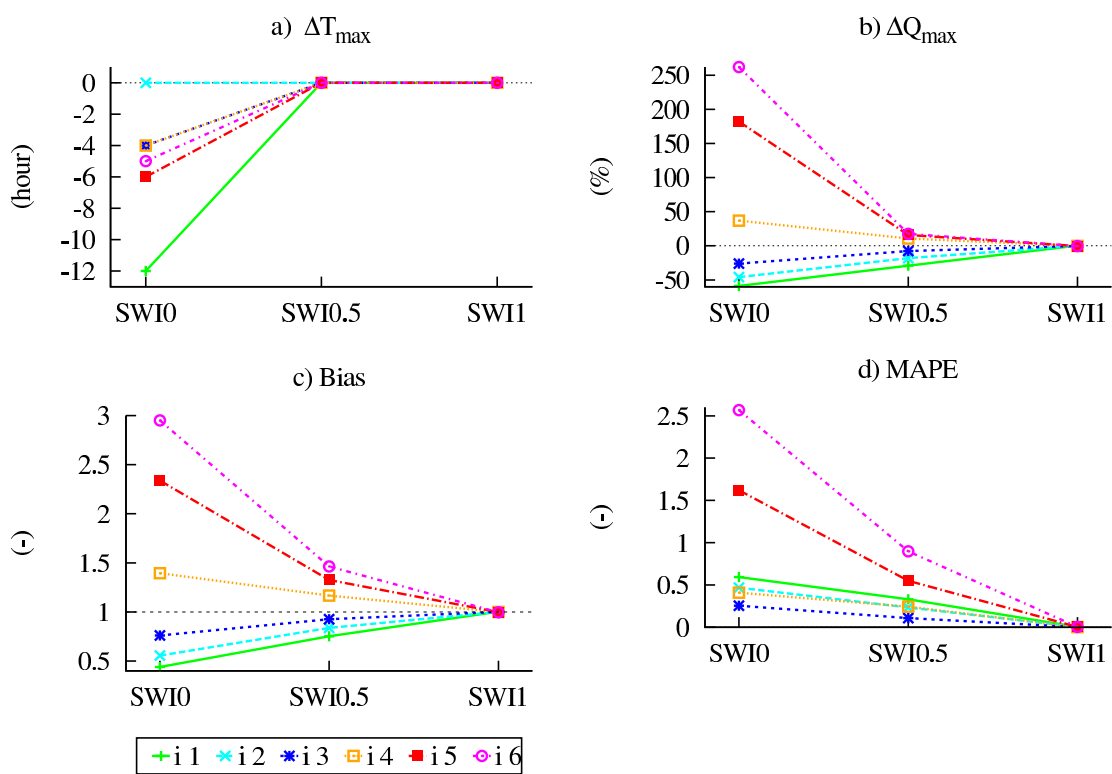 a) ΔTmax
(hour)
0
-2
-4
-6
-8
-10
-12
SWI0 SWI0.5 SWI1
b) ΔQmax
(%)
250
200
150
100
50
0
-50
SWI0 SWI0.5 SWI1
c) Bias
(-)
3
2.5
2
1.5
1
0.5
SWI0 SWI0.5 SWI1
d) MAPE
(-)
2.5
2
1.5
1
0.5
0
SWI0 SWI0.5 SWI1
i 1 i 2 i 3 i 4 i 5 i 6